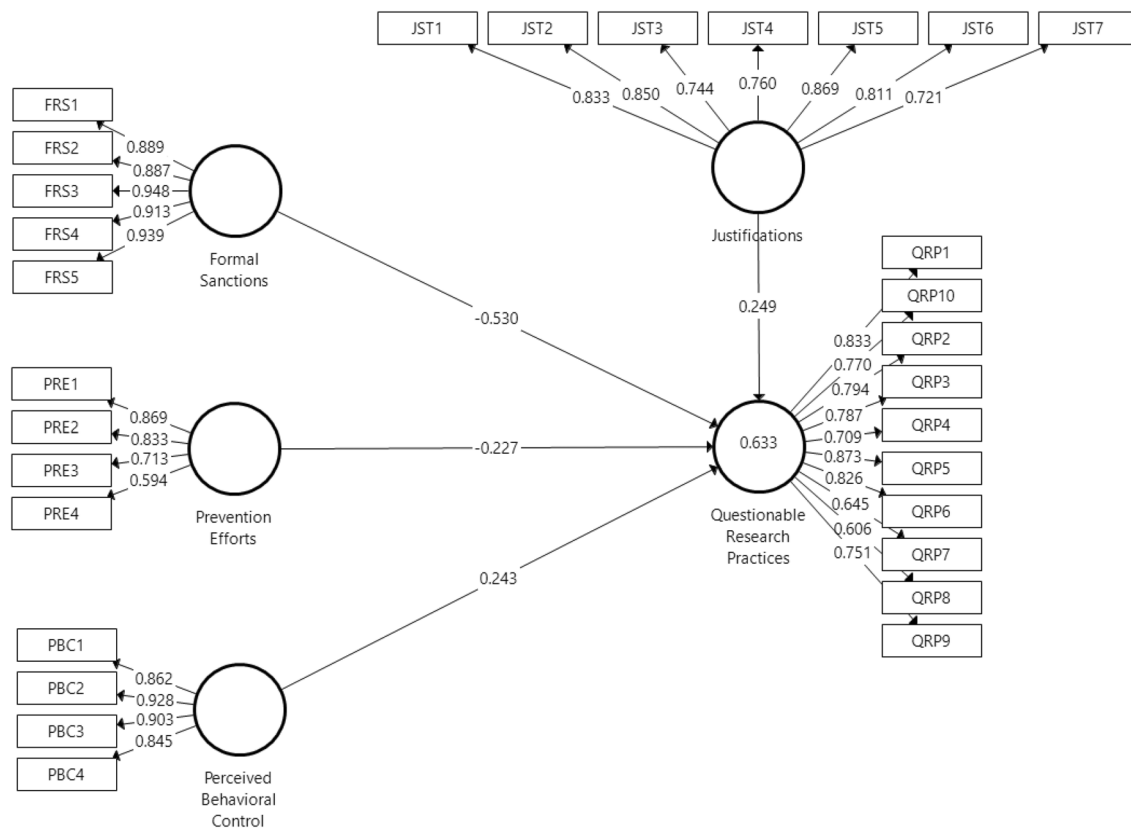 JST1
JST2
JST3
JST4
JST5
JST6
JST7
0.833
0.850
0.744
0.760
0.869
0.811
0.721
Justifications
FRS1
FRS2
FRS3
FRS4
FRS5
0.889
0.887
0.948
0.913
0.939
Formal
Sanctions
-0.530
0.249
PRE1
PRE2
PRE3
PRE4
0.869
0.833
0.713
0.594
Prevention
Efforts
-0.227
0.633
Questionable
Research
Practices
QRP1
QRP10
QRP2
QRP3
QRP4
QRP5
QRP6
QRP7
QRP8
QRP9
0.833
0.770
0.794
0.787
0.709
0.873
0.826
0.645
0.606
0.751
0.243
PBC1
PBC2
PBC3
PBC4
0.862
0.928
0.903
0.845
Perceived
Behavioral
Control